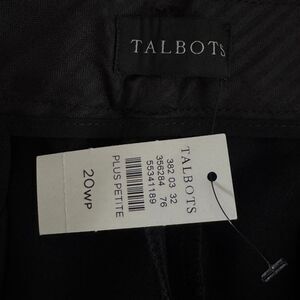 TALBOTS
TALBOTS
382 03 32
356284 76
55341189
20WP
PLUS PETITE